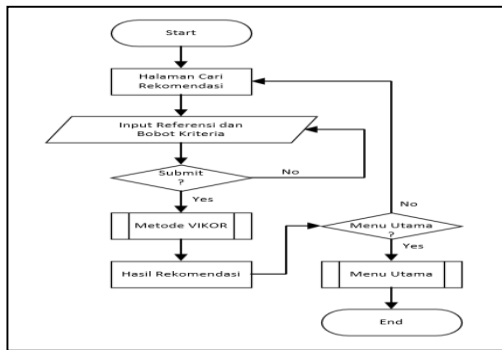 Start
Halaman Cari
Rekomendasi
Input Referensi dan
Bobot Kriteria
Submit
?
No
Yes
Metode VIKOR
Hasil Rekomendasi
No
Menu Utama
?
Yes
Menu Utama
End